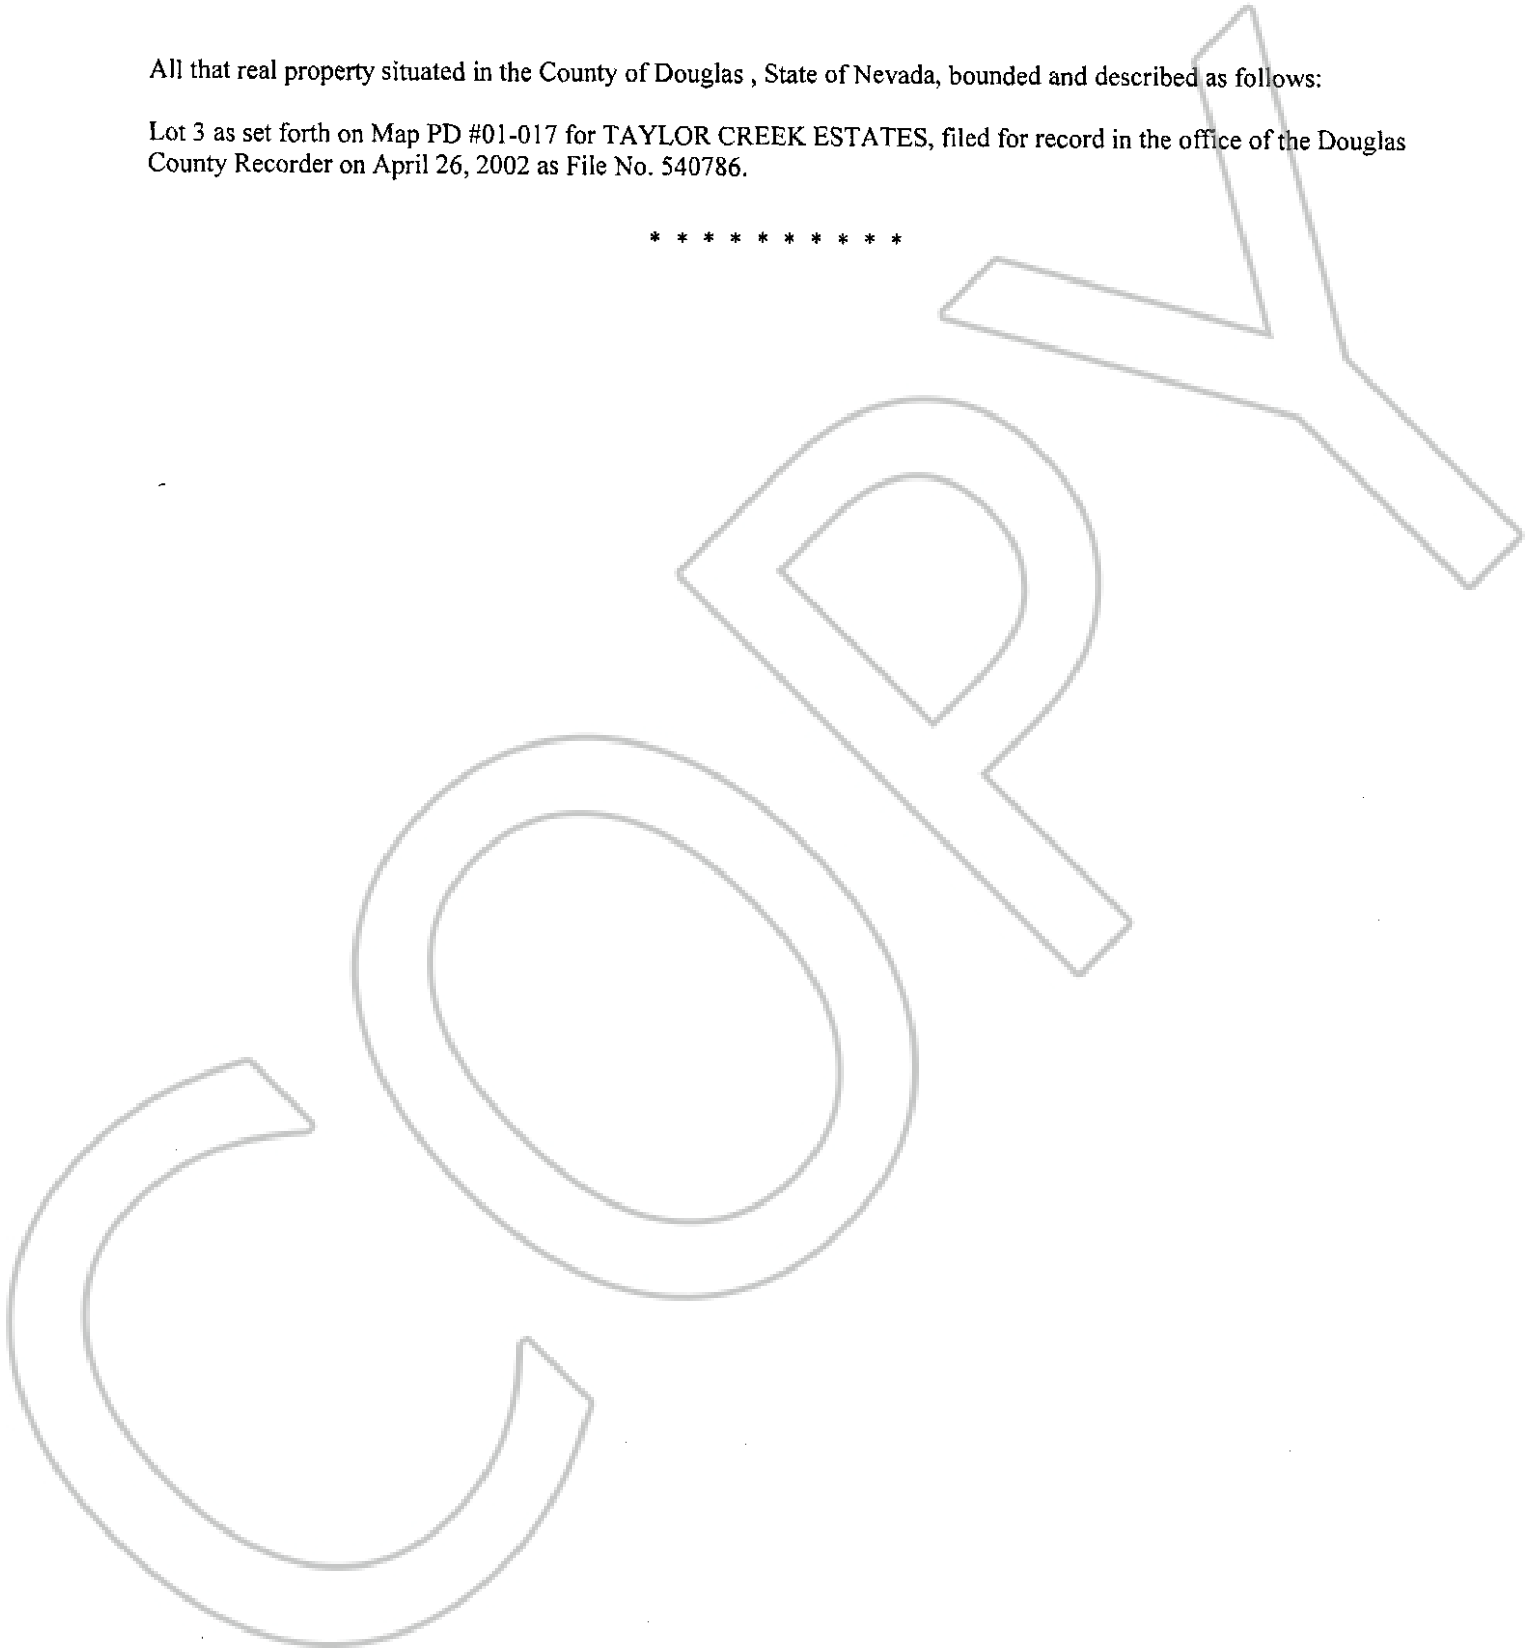 All that real property situated in the County of Douglas , State of Nevada, bounded and described as follows:
Lot 3 as set forth on Map PD #01-017 for TAYLOR CREEK ESTATES, filed for record in the office of the Douglas
County Recorder on April 26, 2002 as File No. 540786.
* * * * * * * * * *
COPY